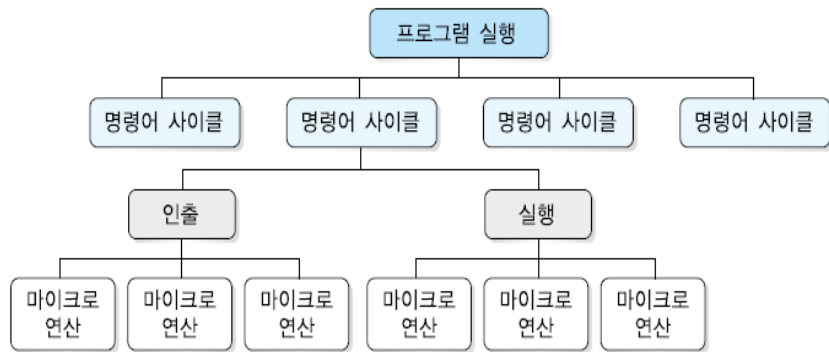 프로그램 실행
명령어 사이클
명령어 사이클
명령어 사이클
명령어 사이클
인출
실행
마이크로
연산
마이크로
연산
마이크로
연산
마이크로
연산
마이크로
연산
마이크로
연산